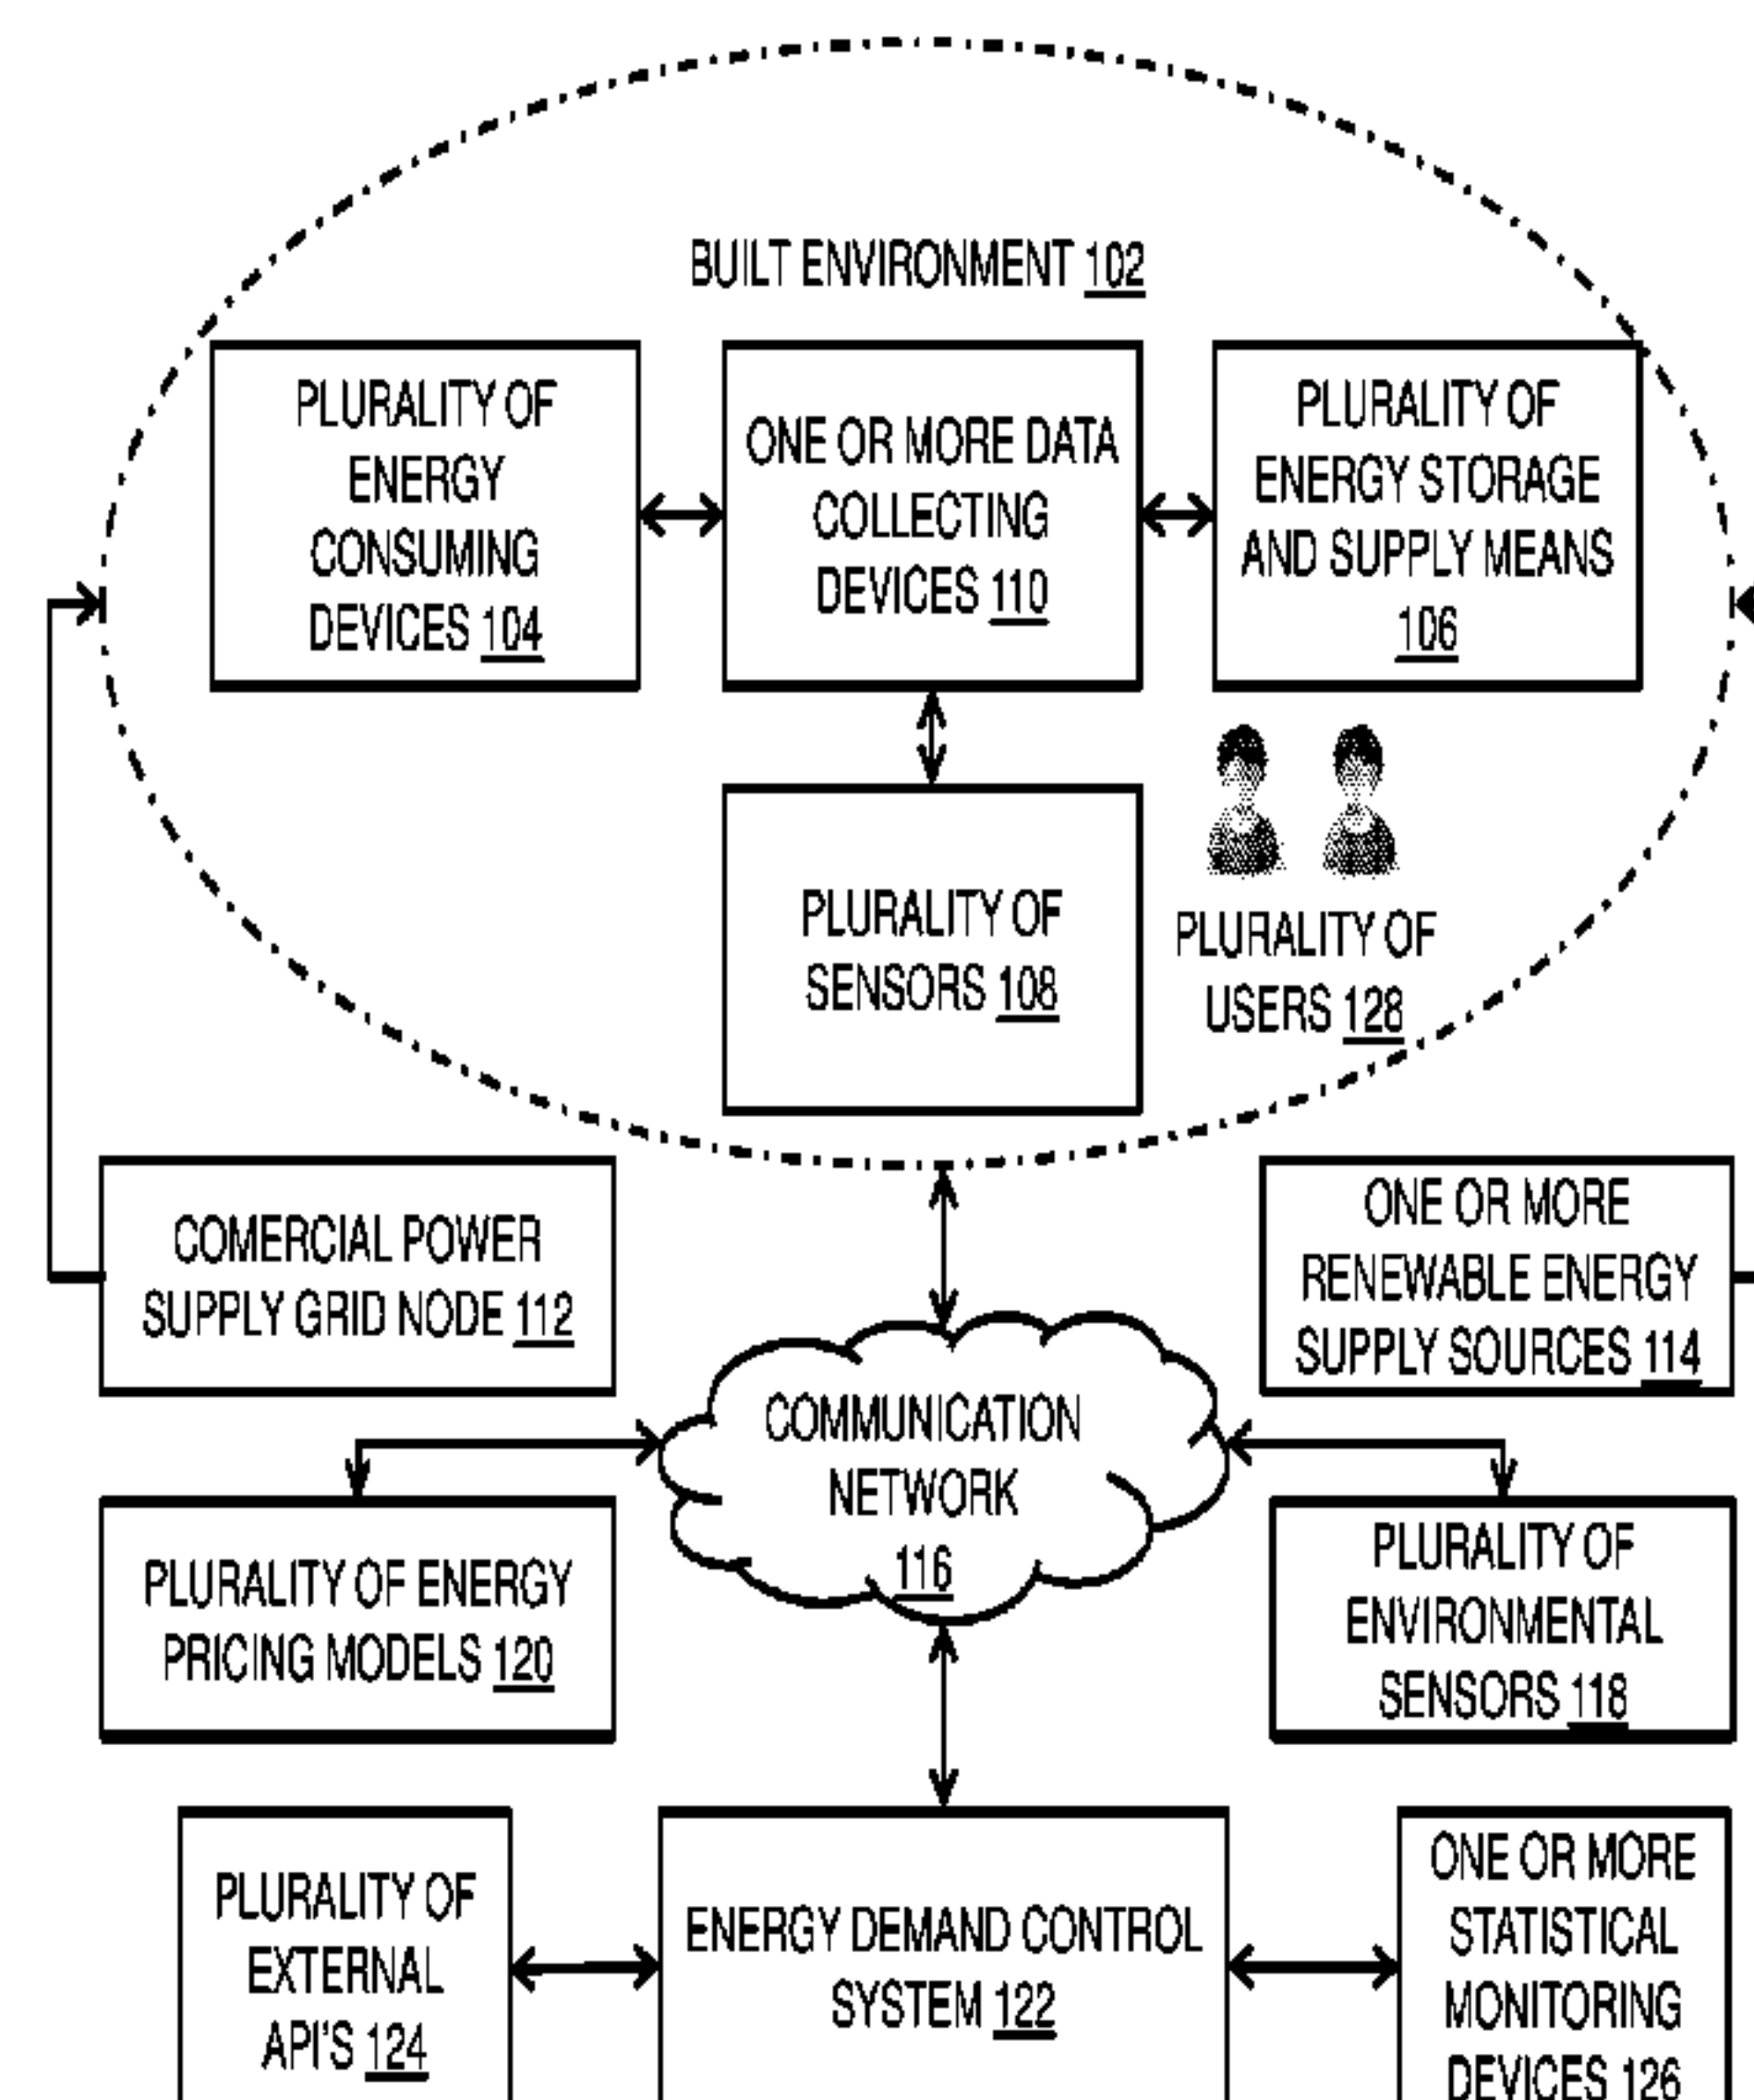 BUILT ENVIRONMENT 102
PLURALITY OF
ENERGY
CONSUMING
DEVICES 104
ONE OR MORE DATA
COLLECTING
DEVICES 110
PLURALITY OF
ENERGY STORAGE
AND SUPPLY MEANS
106
PLURALITY OF
SENSORS 108
PLURALITY OF
USERS 128
COMERCIAL POWER
SUPPLY GRID NODE 112
ONE OR MORE
RENEWABLE ENERGY
SUPPLY SOURCES 114
COMMUNICATION
NETWORK
116
PLURALITY OF ENERGY
PRICING MODELS 120
PLURALITY OF
ENVIRONMENTAL
SENSORS 118
PLURALITY OF
EXTERNAL
API'S 124
ENERGY DEMAND CONTROL
SYSTEM 122
ONE OR MORE
STATISTICAL
MONITORING
DEVICES 126